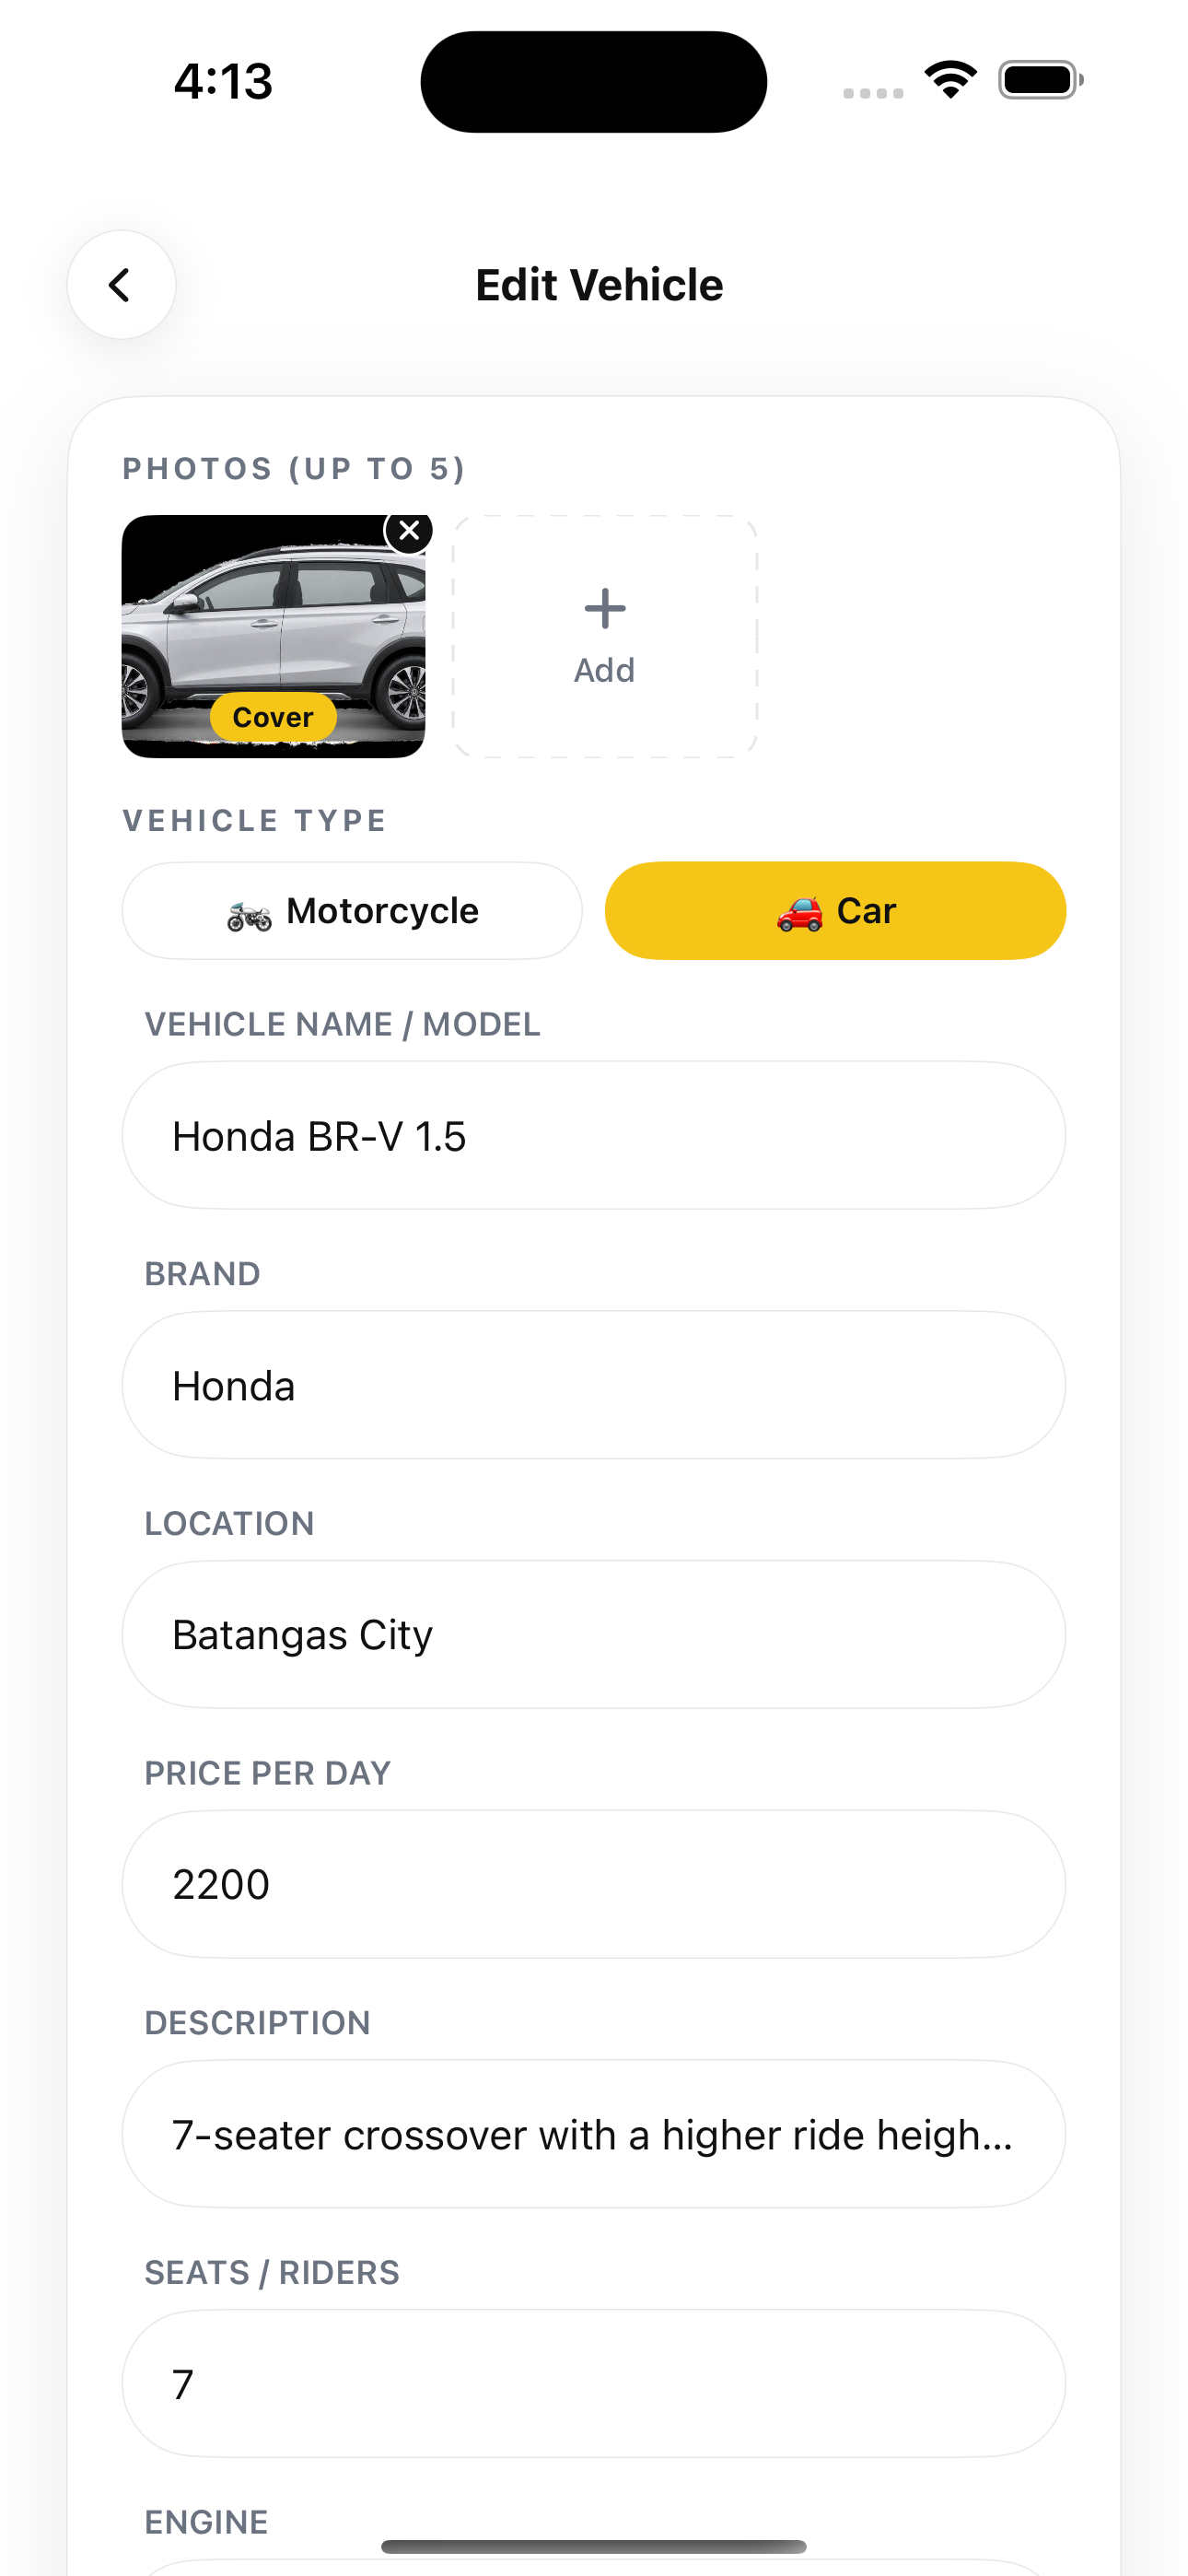 4:13
Edit Vehicle
PHOTOS (UP TO 5)
Cover
Add
VEHICLE TYPE
Motorcycle
Car
VEHICLE NAME / MODEL
Honda BR-V 1.5
BRAND
Honda
LOCATION
Batangas City
PRICE PER DAY
2200
DESCRIPTION
7-seater crossover with a higher ride heigh...
SEATS / RIDERS
7
ENGINE